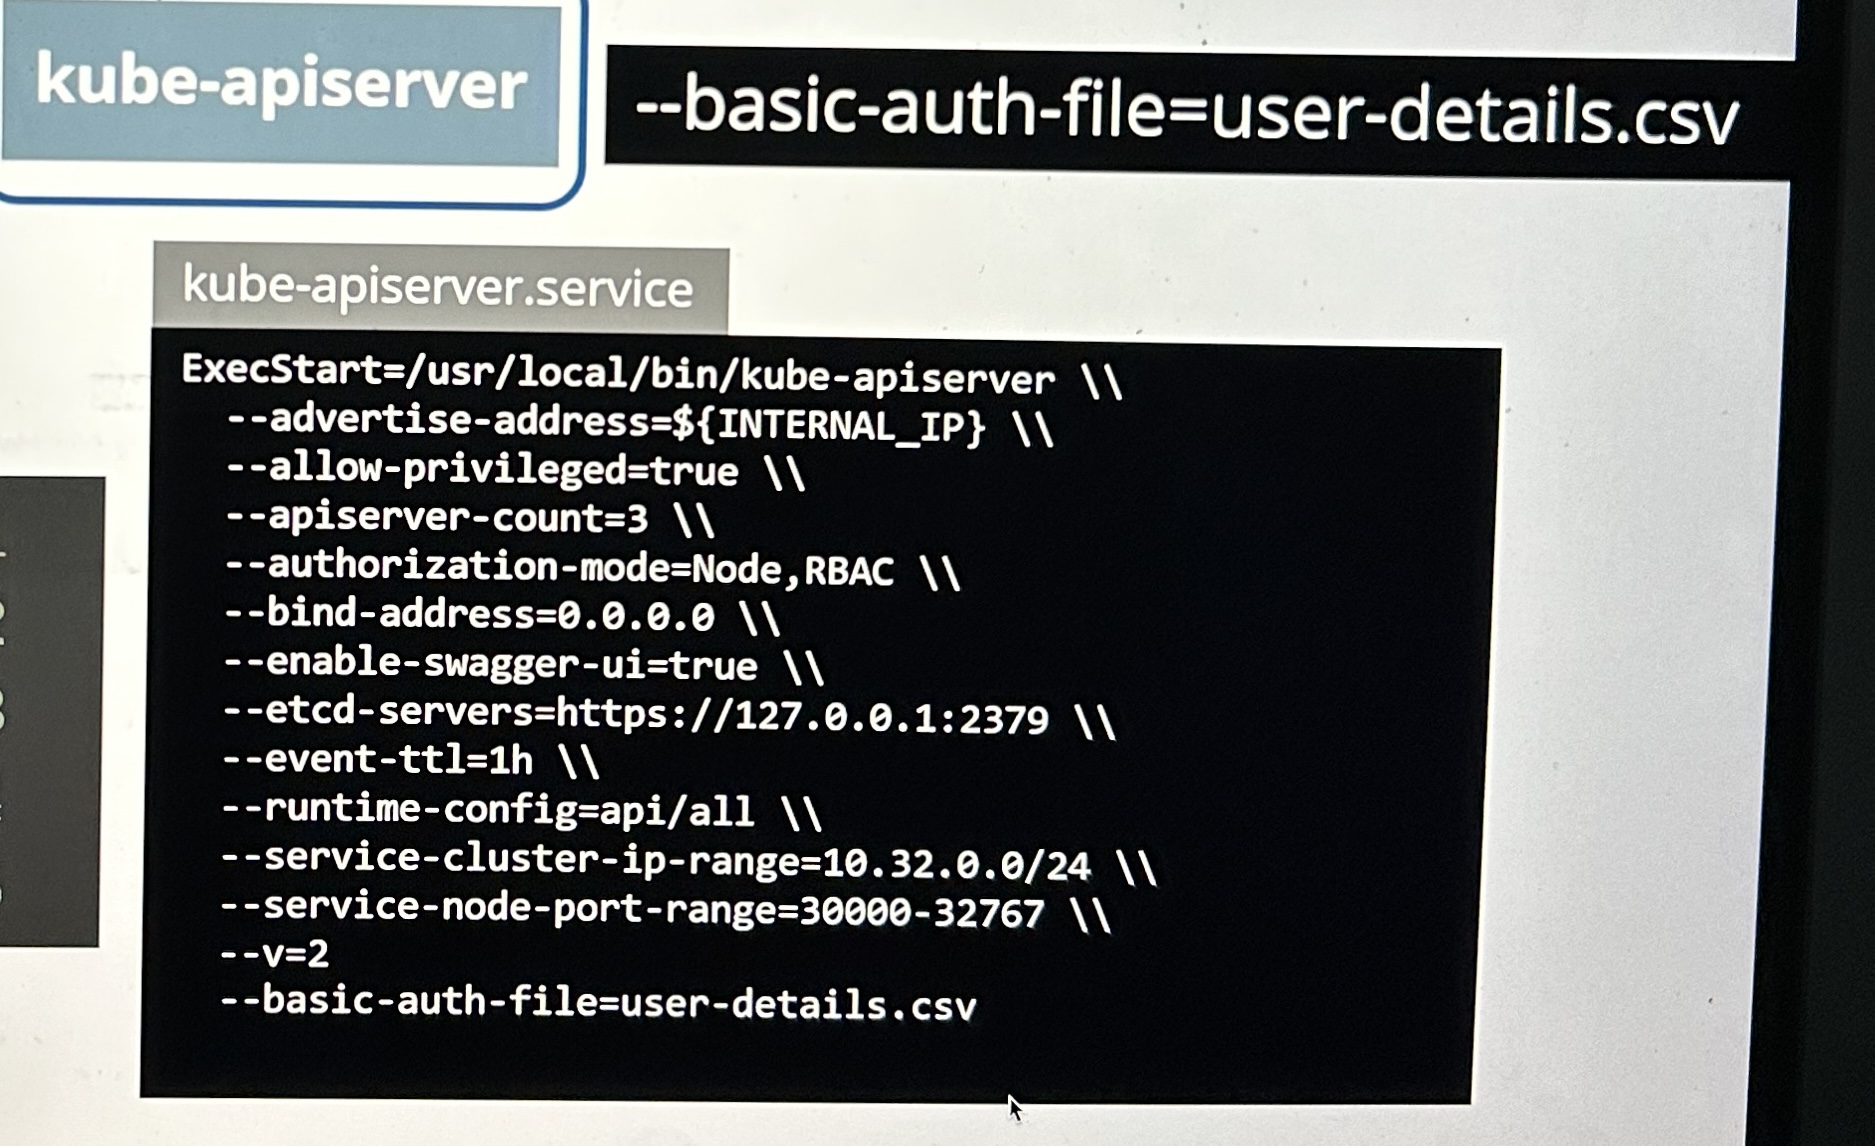 kube-apiserver
--basic-auth-file=user-details.csv
kube-apiserver.service
ExecStart=/usr/local/bin/kube-apiserver \\
--advertise-address=${INTERNAL_IP} \\
--allow-privileged=true \\
--apiserver-count=3 \\
--authorization-mode=Node,RBAC \\
--bind-address=0.0.0.0 \\
--enable-swagger-ui=true \\
--etcd-servers=https://127.0.0.1:2379 \\
--event-ttl=1h \\
--runtime-config=api/all \\
--service-cluster-ip-range=10.32.0.0/24 \\
--service-node-port-range=30000-32767 \\
--v=2
--basic-auth-file=user-details.csv